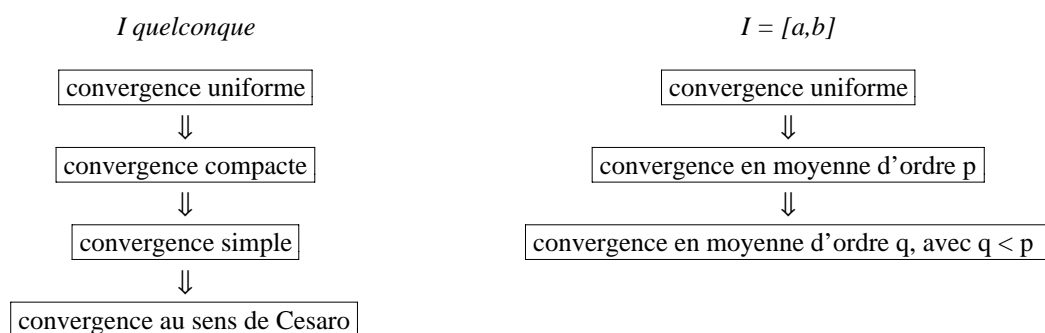 I quelconque
convergence uniforme
⇓
convergence compacte
⇓
convergence simple
⇓
convergence au sens de Cesaro
I = [a,b]
convergence uniforme
⇓
convergence en moyenne d’ordre p
⇓
convergence en moyenne d’ordre q, avec q < p